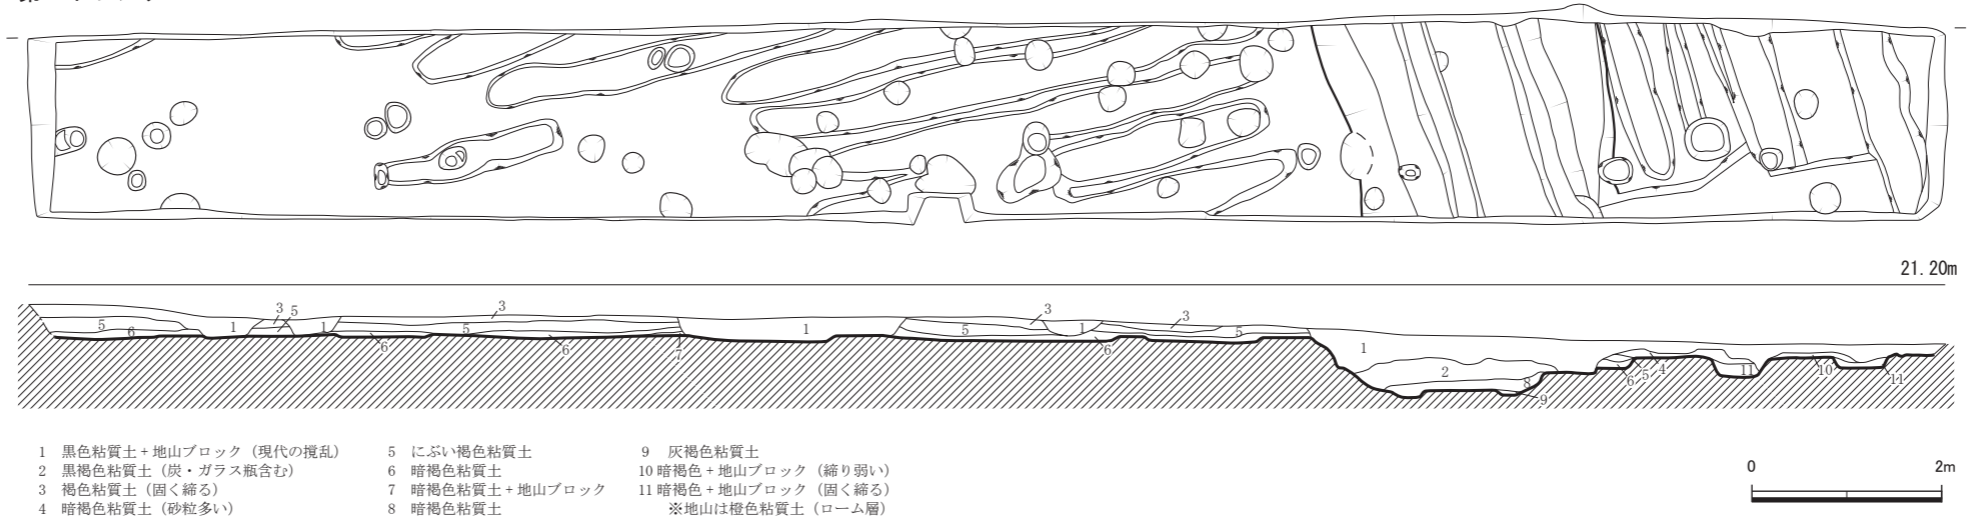 21.20m
3
5
5
6
1
1
3
5
6
6
7
1
3
5
1
6
3
5
1
2
8
9
6
5
4
11
10
11
1 黒色粘質土 + 地山ブロック（現代の撹乱）
2 黒褐色粘質土（炭・ガラス瓶含む）
3 褐色粘質土（固く締る）
4 暗褐色粘質土（砂粒多い）
5 にぶい褐色粘質土
6 暗褐色粘質土
7 暗褐色粘質土 + 地山ブロック
8 暗褐色粘質土
9 灰褐色粘質土
10 暗褐色 + 地山ブロック（締り弱い）
11 暗褐色 + 地山ブロック（固く締る）
※地山は橙色粘質土（ローム層）
0 2m